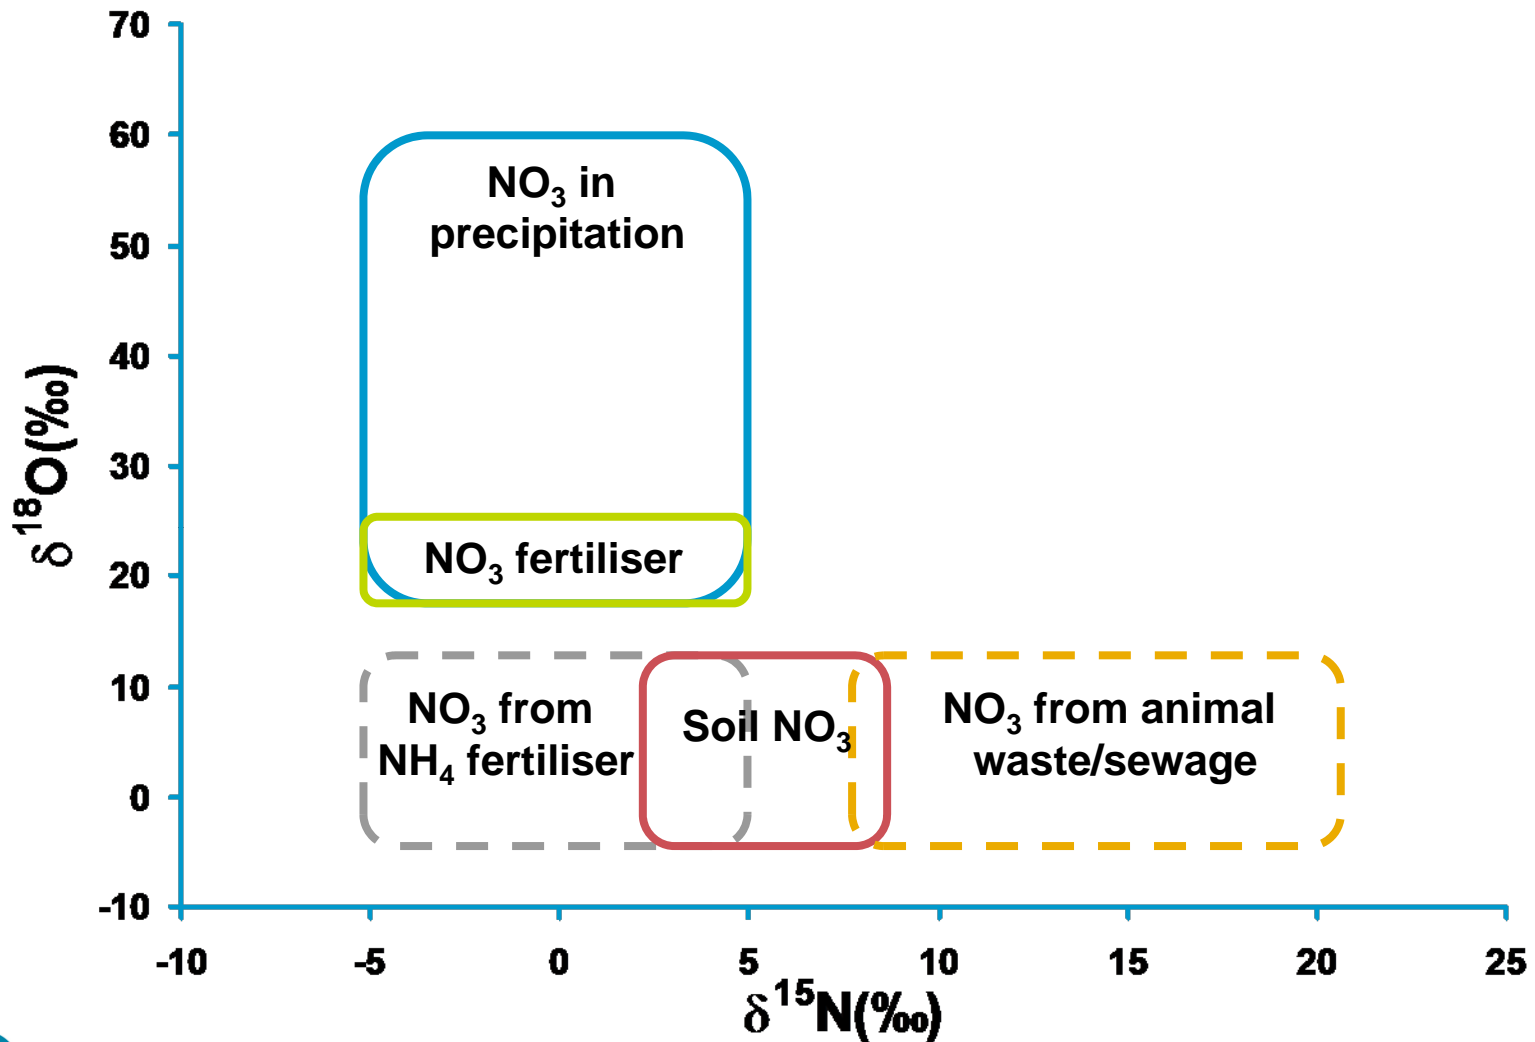 70
60
50
40
30
20
10
0
-10
δ¹⁸O(‰)
NO₃ in
precipitation
NO₃ fertiliser
NO₃ from
NH₄ fertiliser
Soil NO₃
NO₃ from animal
waste/sewage
-10 -5 0 5 10 15 20 25
δ¹⁵N(‰)